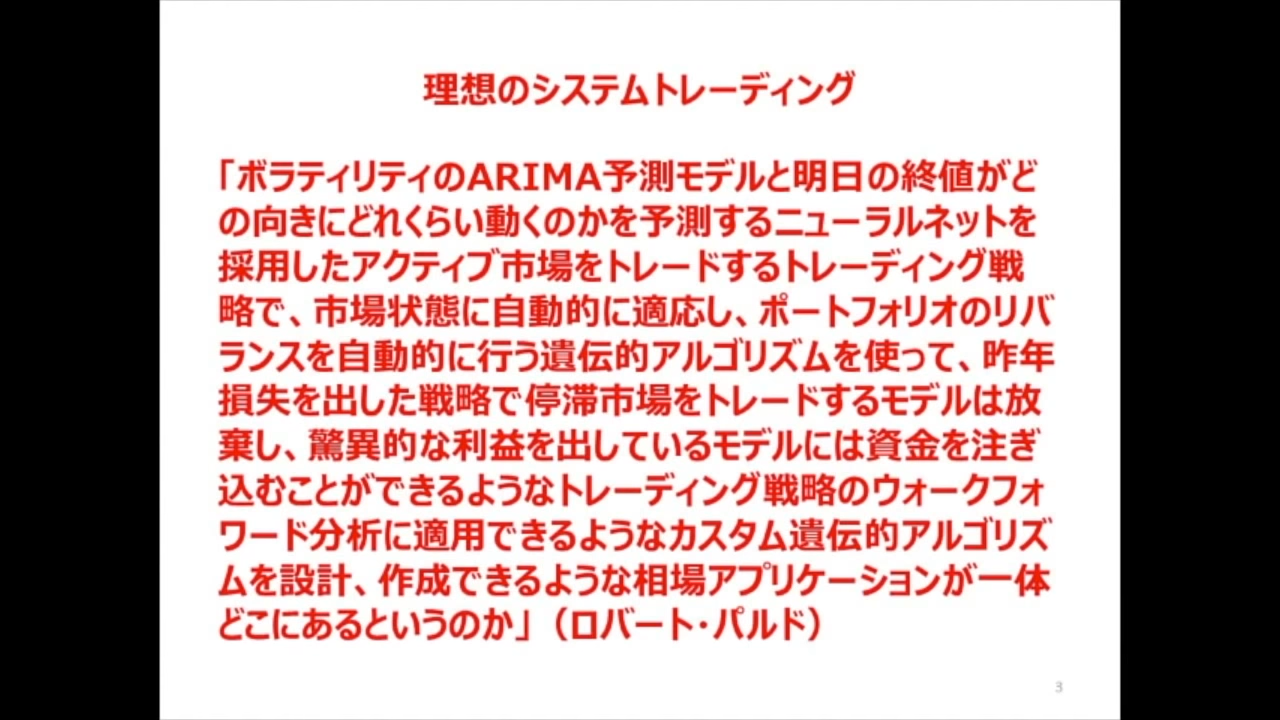 理想のシステムトレーディング
「ボラティリティのARIMA予測モデルと明日の終値がど
の向きにどれくらい動くのかを予測するニューラルネットを
採用したアクティブ市場をトレードするトレーディング戦
略で、市場状態に自動的に適応し、ポートフォリオのリバ
ランスを自動的に行う遺伝的アルゴリズムを使って、昨年
損失を出した戦略で停滞市場をトレードするモデルは放
棄し、驚異的な利益を出しているモデルには資金を注ぎ
込むことができるようなトレーディング戦略のウォークフォ
ワード分析に適用できるようなカスタム遺伝的アルゴリズ
ムを設計、作成できるような相場アプリケーションが一体
どこにあるというのか」（ロバート・パルド）
3